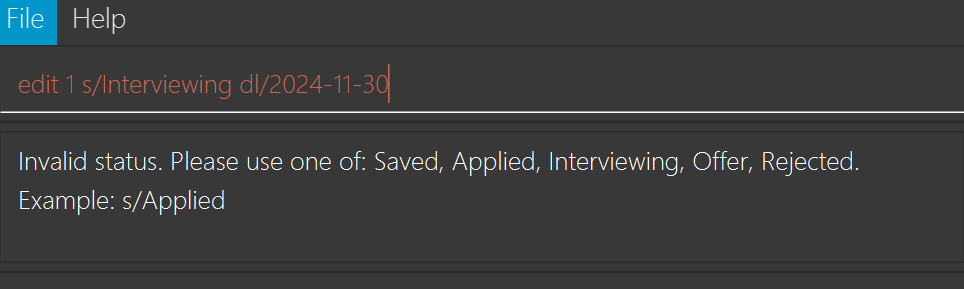 File Help
edit 1 s/Interviewing dl/2024-11-30
Invalid status. Please use one of: Saved, Applied, Interviewing, Offer, Rejected.
Example: s/Applied